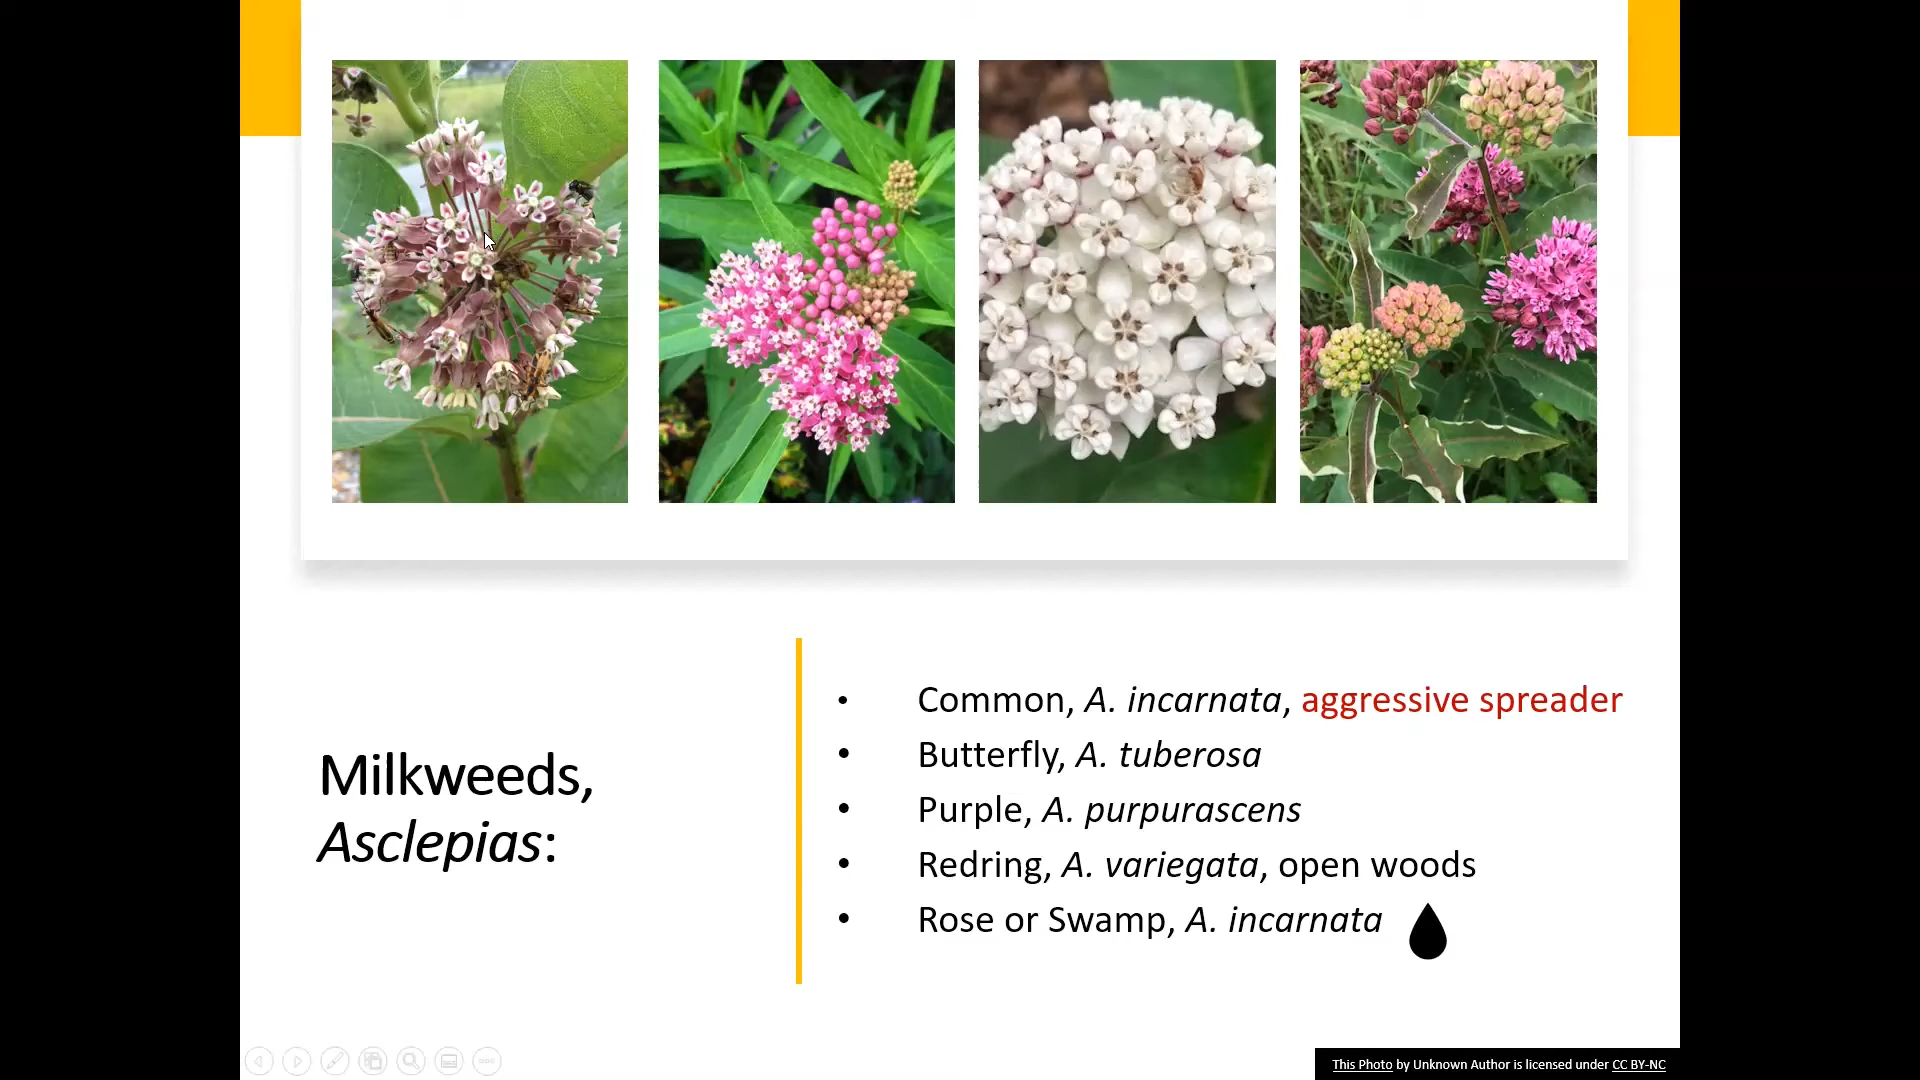 Milkweeds,
Asclepias:
• Common, A. incarnata, aggressive spreader
• Butterfly, A. tuberosa
• Purple, A. purpurascens
• Redring, A. variegata, open woods
• Rose or Swamp, A. incarnata
This Photo by Unknown Author is licensed under CC BY-NC